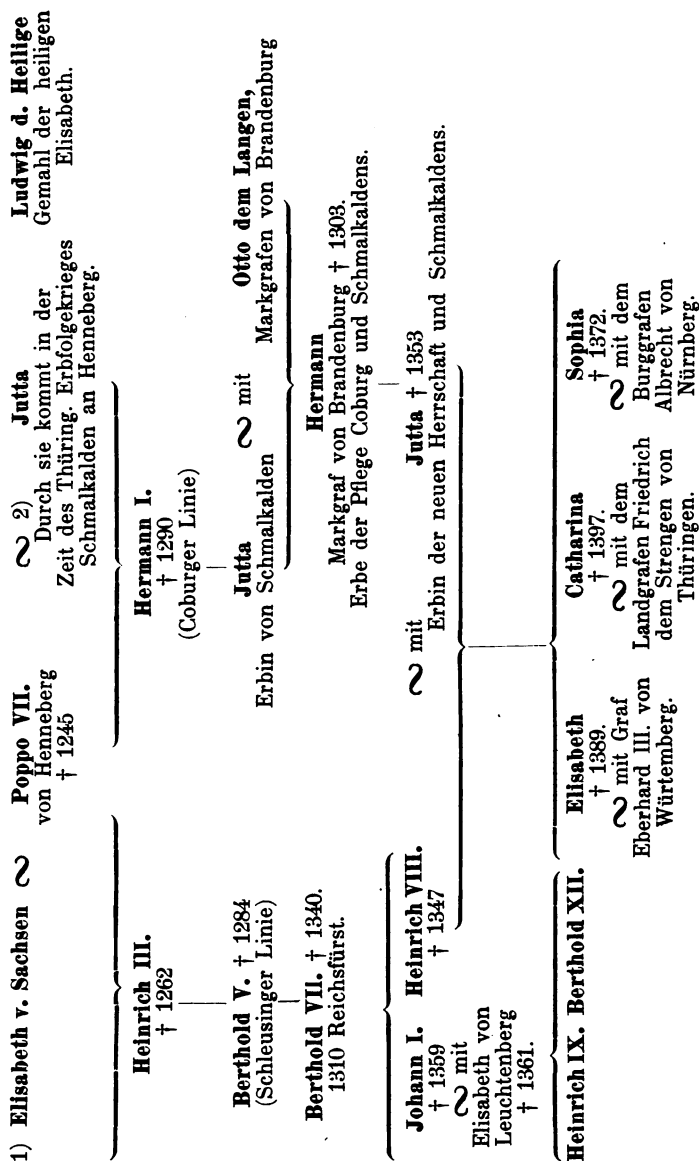 1) Elisabeth v. Sachsen ∾ Poppo VII. ∾ 2) Jutta Ludwig d. Heilige
von Henneberg Durch sie kommt in der Gemahl der heiligen
† 1245 Zeit des Thüring. Erbfolgekrieges Elisabeth.
Schmalkalden an Henneberg.
Heinrich III. Hermann I.
† 1262 † 1290
(Coburger Linie)
Berthold V. † 1284 Jutta ∾ mit Otto dem Langen,
(Schleusinger Linie) Erbin von Schmalkalden Markgrafen von Brandenburg
Berthold VII. † 1340. Hermann
1310 Reichsfürst. Markgraf von Brandenburg † 1303.
Erbe der Pflege Coburg und Schmalkaldens.
Johann I. Heinrich VIII. ∾ mit Jutta † 1353
† 1359 † 1347 Erbin der neuen Herrschaft und Schmalkaldens.
∾ mit
Elisabeth von
Leuchtenberg
† 1361.
Heinrich IX. Berthold XII. Elisabeth Catharina Sophia
† 1389. † 1397. † 1372.
∾ mit Graf ∾ mit dem ∾ mit dem
Eberhard III. von Landgrafen Friedrich Burggrafen
Würtemberg. dem Strengen von Albrecht von
Thüringen. Nürnberg.